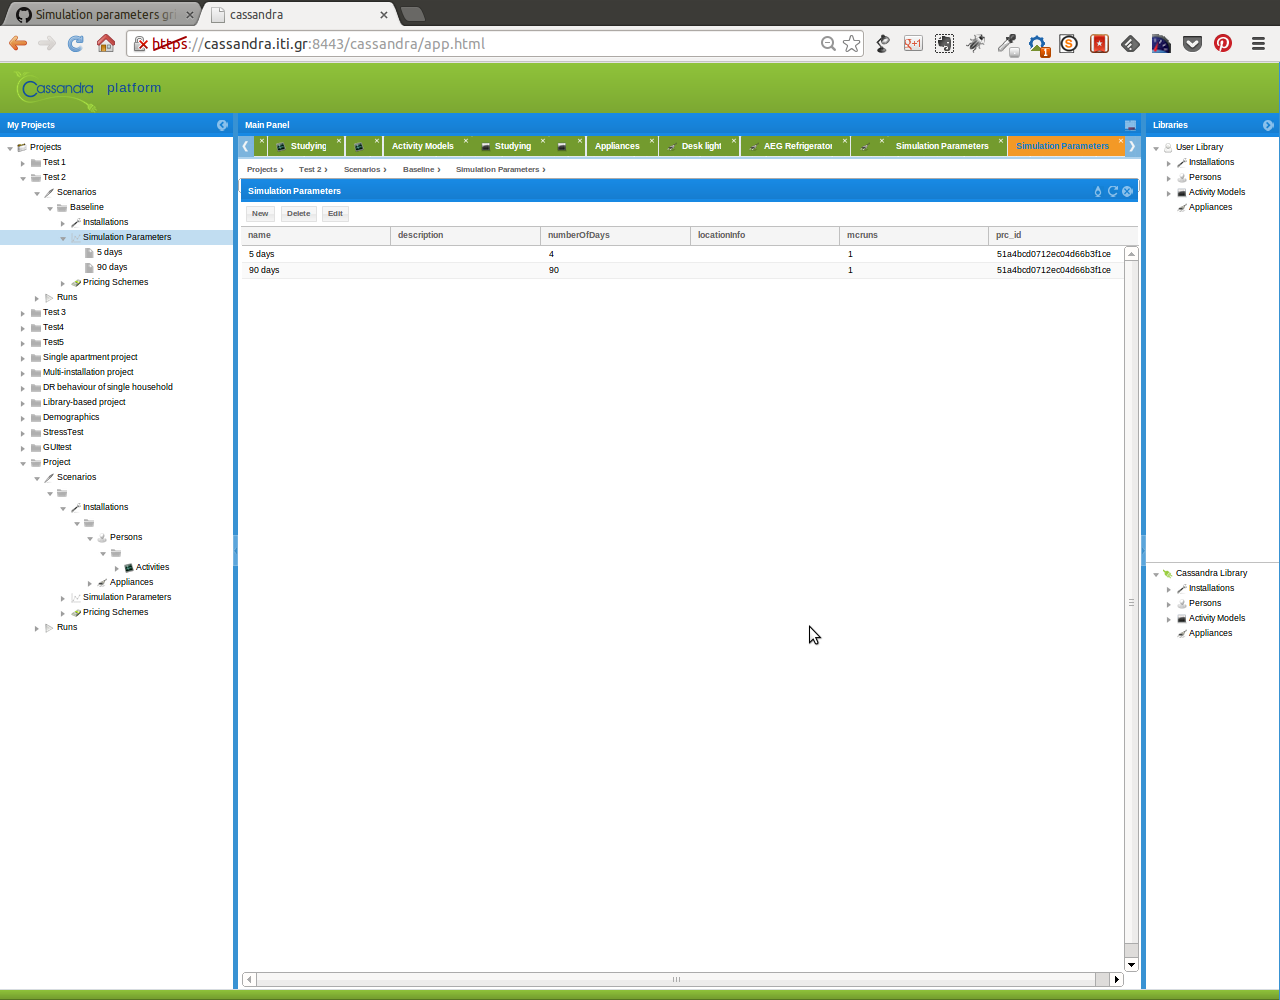 Simulation parameters gri
cassandra
https://cassandra.iti.gr:8443/cassandra/app.html
Cassandra platform
My Projects
Projects
Test 1
Test 2
Scenarios
Baseline
Installations
Simulation Parameters
5 days
90 days
Pricing Schemes
Runs
Test 3
Test4
Test5
Single apartment project
Multi-installation project
DR behaviour of single household
Library-based project
Demographics
StressTest
GUItest
Project
Scenarios
Installations
Persons
Activities
Appliances
Simulation Parameters
Pricing Schemes
Runs
Main Panel
Studying Activity Models Studying Appliances Desk light AEG Refrigerator Simulation Parameters Simulation Parameters
Projects › Test 2 › Scenarios › Baseline › Simulation Parameters ›
Simulation Parameters
New Delete Edit
name description numberOfDays locationInfo mcruns prc_id
5 days 4 1 51a4bcd0712ec04d66b3f1ce
90 days 90 1 51a4bcd0712ec04d66b3f1ce
Libraries
User Library
Installations
Persons
Activity Models
Appliances
Cassandra Library
Installations
Persons
Activity Models
Appliances